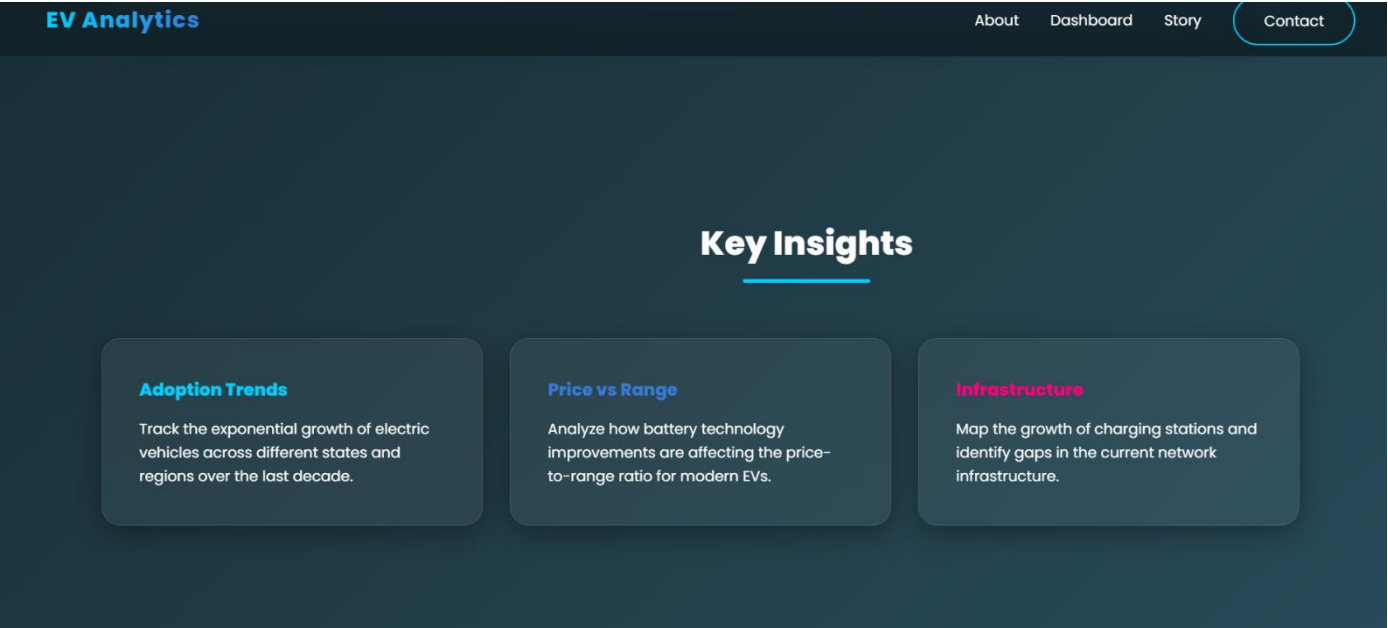 EV Analytics
About Dashboard Story Contact
Key Insights
Adoption Trends
Track the exponential growth of electric
vehicles across different states and
regions over the last decade.
Price vs Range
Analyze how battery technology
improvements are affecting the price-
to-range ratio for modern EVs.
Infrastructure
Map the growth of charging stations and
identify gaps in the current network
infrastructure.